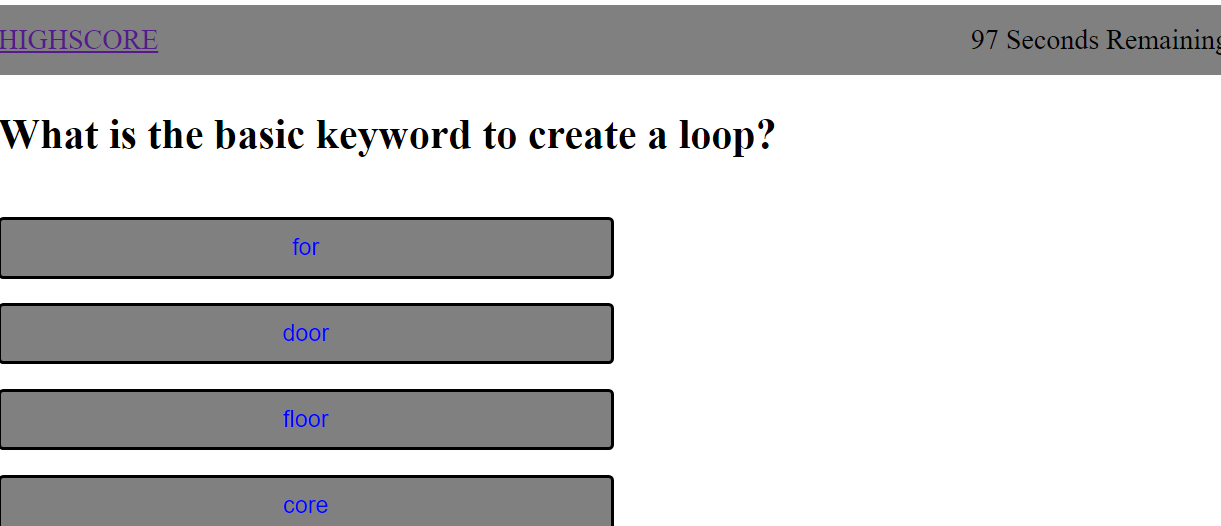 HIGHSCORE
97 Seconds Remaining
What is the basic keyword to create a loop?
for
door
floor
core